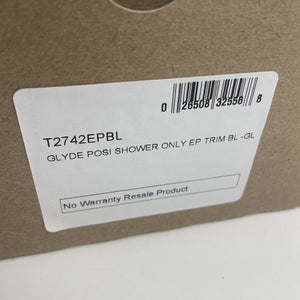 0 26508 32556 8
T2742EPBL
GLYDE POSI SHOWER ONLY EP TRIM BL -GL
No Warranty Resale Product